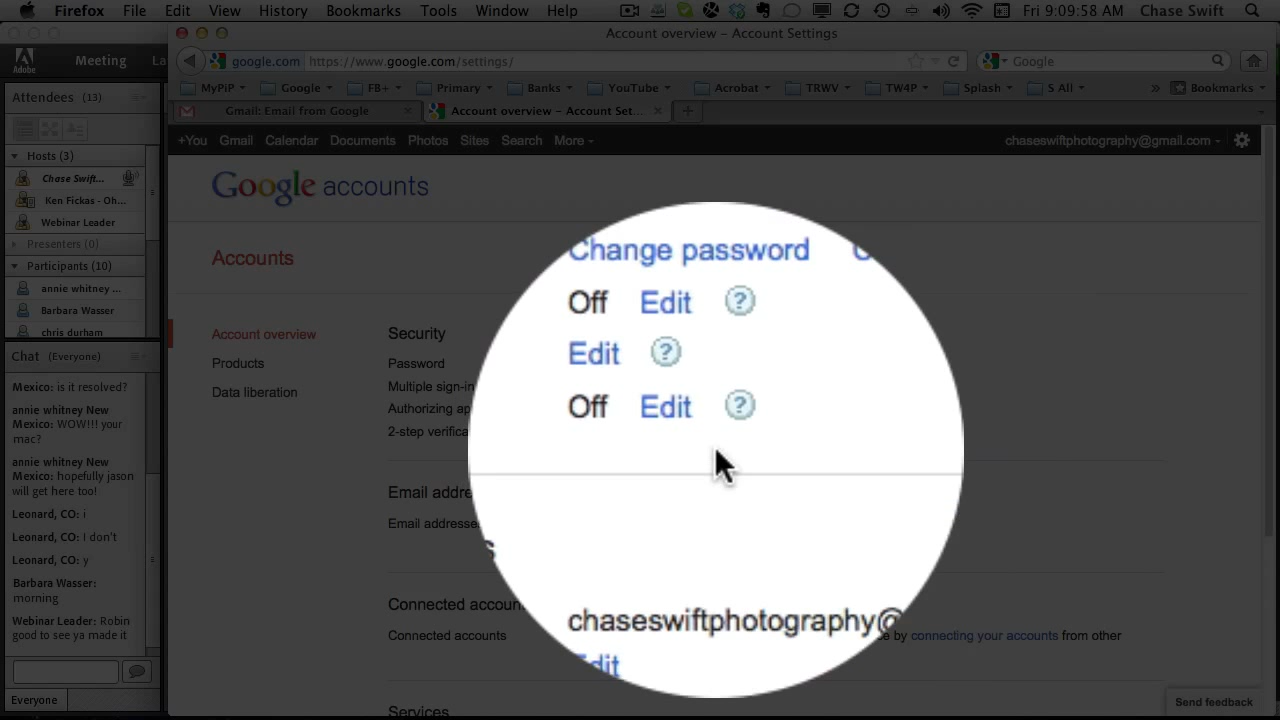 Firefox File Edit View History Bookmarks Tools Window Help Fri 9:09:58 AM Chase Swift
Account overview – Account Settings
Adobe Meeting La
google.com https://www.google.com/settings/ Google
MyPiP Google FB+ Primary Banks YouTube Acrobat TRWV TW4P Splash S All » Bookmarks
Gmail: Email from Google Account overview – Account Set...
+You Gmail Calendar Documents Photos Sites Search More chaseswiftphotography@gmail.com
Attendees (13)
Hosts (3)
Chase Swift...
Ken Fickas - Oh...
Webinar Leader
Presenters (0)
Participants (10)
annie whitney ...
Barbara Wasser
chris durham
Chat (Everyone)
Mexico: is it resolved?
annie whitney New
Mexico: WOW!!! your
mac?
annie whitney New
Mexico: hopefully jason
will get here too!
Leonard, CO: i
Leonard, CO: I don't
Leonard, CO: y
Barbara Wasser:
morning
Webinar Leader: Robin
good to see ya made it
Everyone
Google accounts
Accounts
Account overview
Products
Data liberation
Security
Password Change password
Multiple sign-in Off Edit ?
Authorizing ap Edit ?
2-step verifica Off Edit ?
Email addre
Email addresse
chaseswiftphotography@
Edit
Connected accoun
Connected accounts by connecting your accounts from other
Services
Send feedback